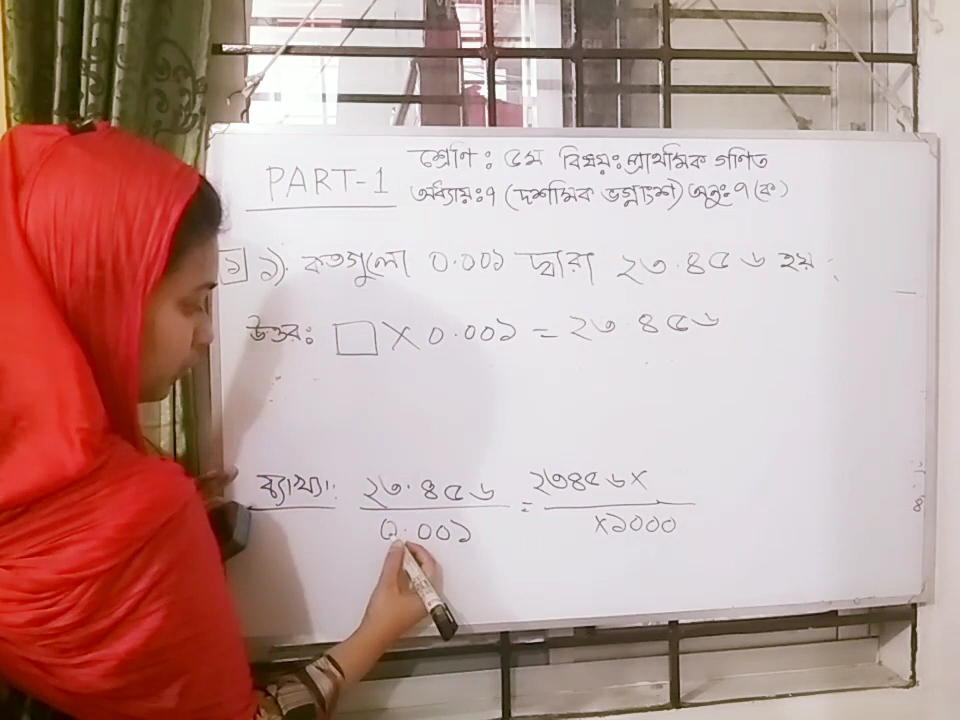 PART-1
শ্রেণি: ৫ম বিষয়: প্রাথমিক গণিত
অধ্যায়: ৭ (দশমিক ভগ্নাংশ) অনু: ৭(ক)
১ ১). কতগুলো ০.০০১ দ্বারা ২৩.৪৫৬ হয়:
উত্তর: □ × ০.০০১ = ২৩.৪৫৬
ব্যাখ্যা: ২৩.৪৫৬ / ০.০০১ = ২৩৪৫৬× / ×১০০০